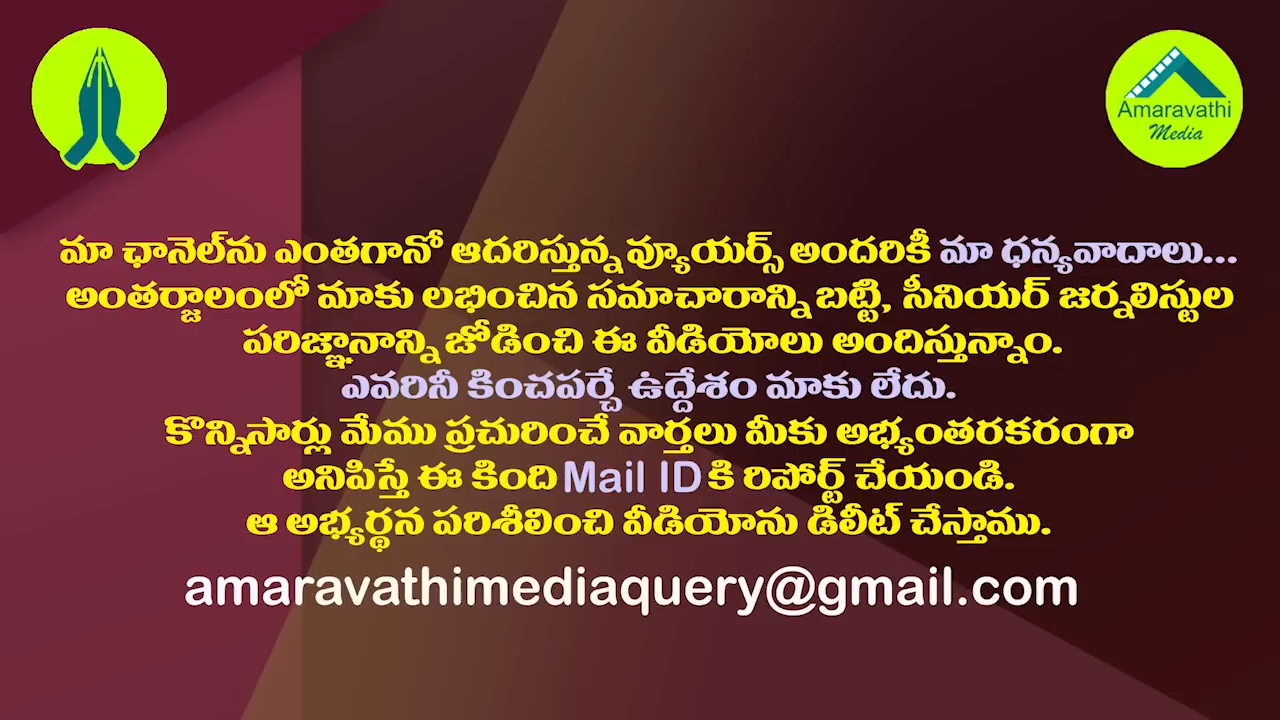 Amaravathi
Media
మా ఛానెల్‌ను ఎంతగానో ఆదరిస్తున్న వ్యూయర్స్ అందరికీ మా ధన్యవాదాలు...
అంతర్జాలంలో మాకు లభించిన సమాచారాన్ని బట్టి, సీనియర్ జర్నలిస్టుల
పరిజ్ఞానాన్ని జోడించి ఈ వీడియోలు అందిస్తున్నాం.
ఎవరినీ కించపర్చే ఉద్దేశం మాకు లేదు.
కొన్నిసార్లు మేము ప్రచురించే వార్తలు మీకు అభ్యంతరకరంగా
అనిపిస్తే ఈ కింది Mail ID కి రిపోర్ట్ చేయండి.
ఆ అభ్యర్థన పరిశీలించి వీడియోను డిలీట్ చేస్తాము.
amaravathimediaquery@gmail.com